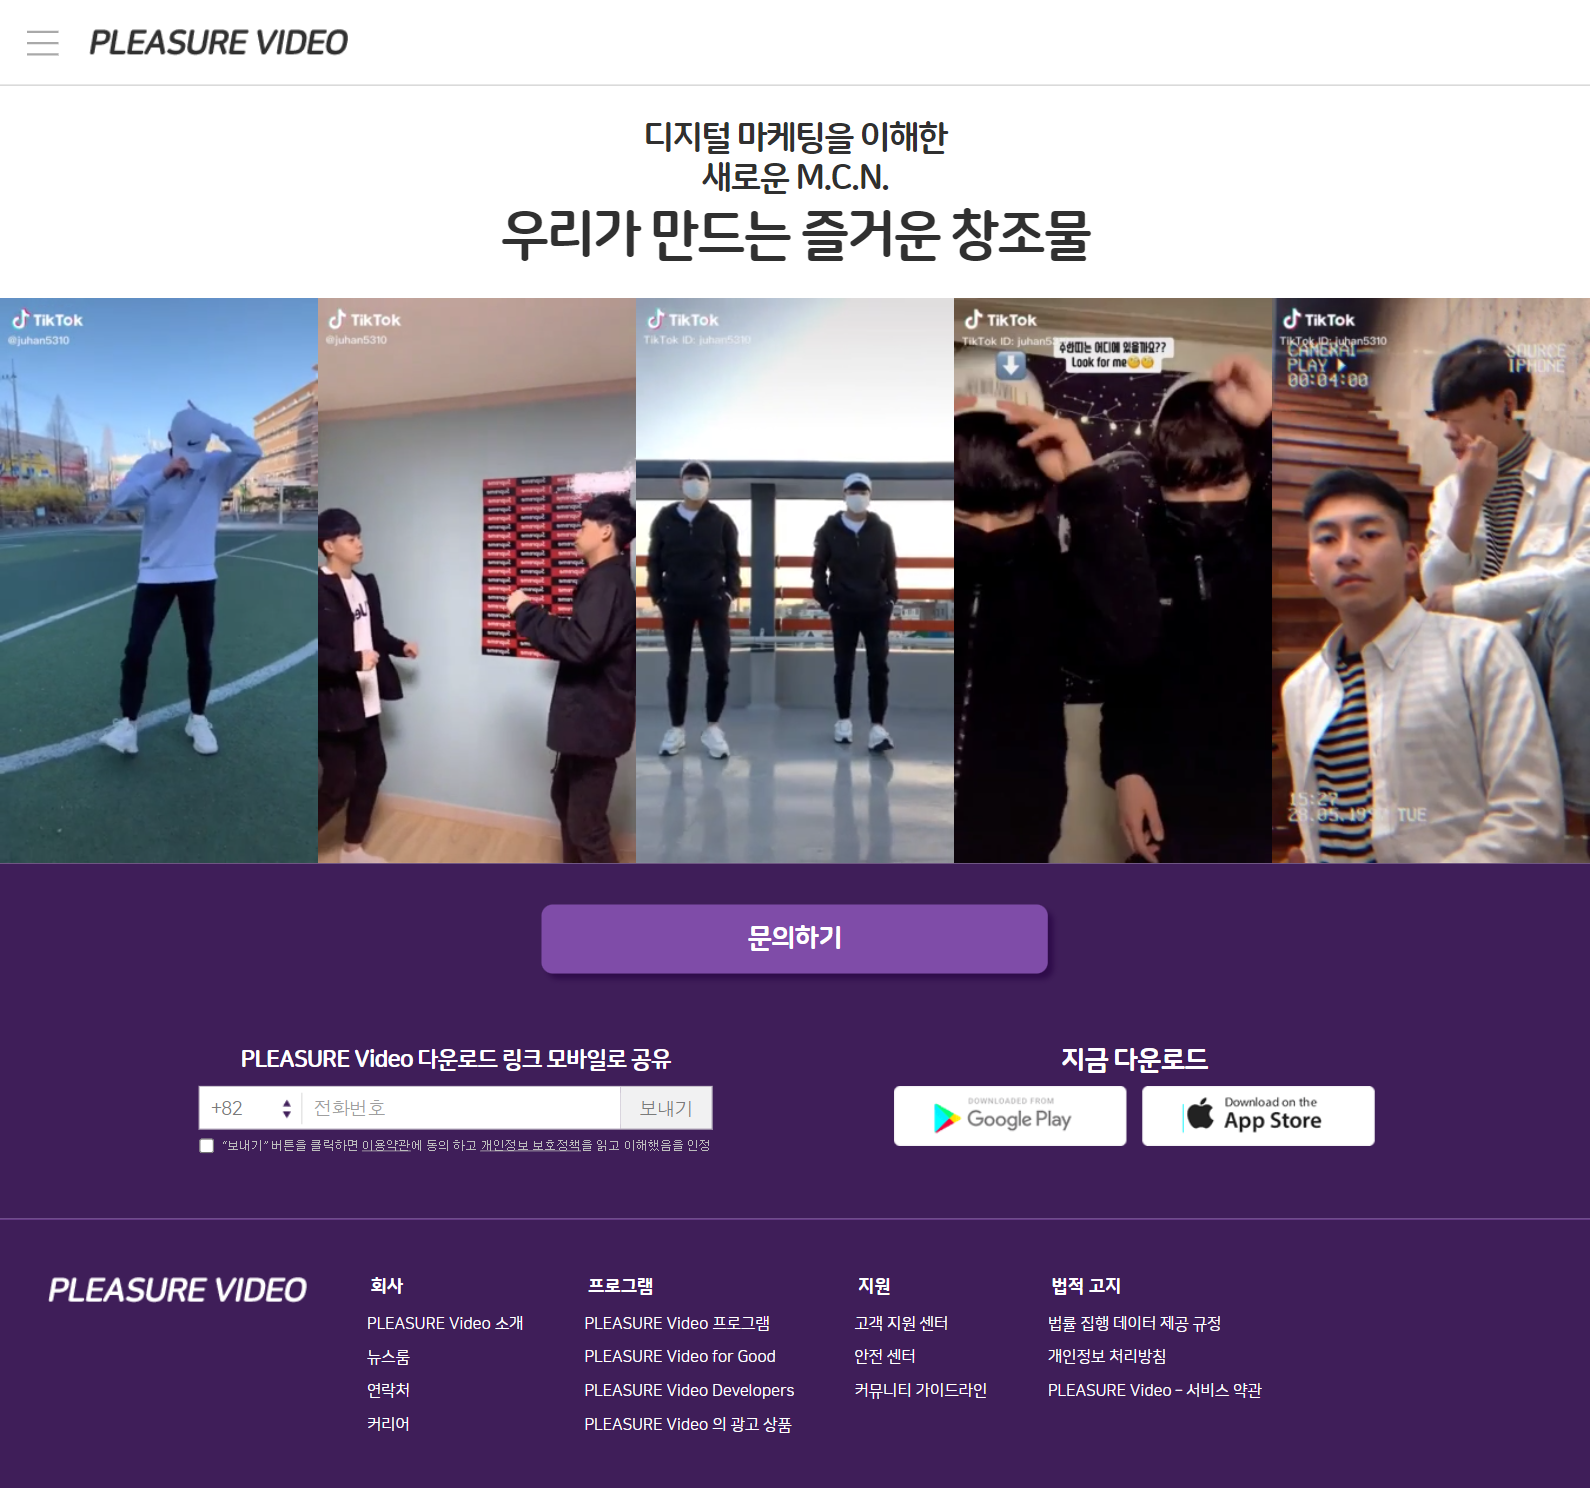 PLEASURE VIDEO
디지털 마케팅을 이해한
새로운 M.C.N.
우리가 만드는 즐거운 창조물
TikTok
@juhan5310
TikTok
@juhan5310
TikTok
TikTok ID: juhan5310
TikTok
TikTok ID: juhan53
수한띠는 어디에 있을까요??
Look for me🧐🧐
TikTok
TikTok ID: juhan5310
CAMERA1
PLAY
00:04:00
SOURCE
IPHONE
15:27
28.05.19 TUE
문의하기
PLEASURE Video 다운로드 링크 모바일로 공유
+82 전화번호 보내기
“보내기” 버튼을 클릭하면 이용약관에 동의 하고 개인정보 보호정책을 읽고 이해했음을 인정
지금 다운로드
DOWNLOADED FROM
Google Play
Download on the
App Store
PLEASURE VIDEO
회사
PLEASURE Video 소개
뉴스룸
연락처
커리어
프로그램
PLEASURE Video 프로그램
PLEASURE Video for Good
PLEASURE Video Developers
PLEASURE Video 의 광고 상품
지원
고객 지원 센터
안전 센터
커뮤니티 가이드라인
법적 고지
법률 집행 데이터 제공 규정
개인정보 처리방침
PLEASURE Video – 서비스 약관